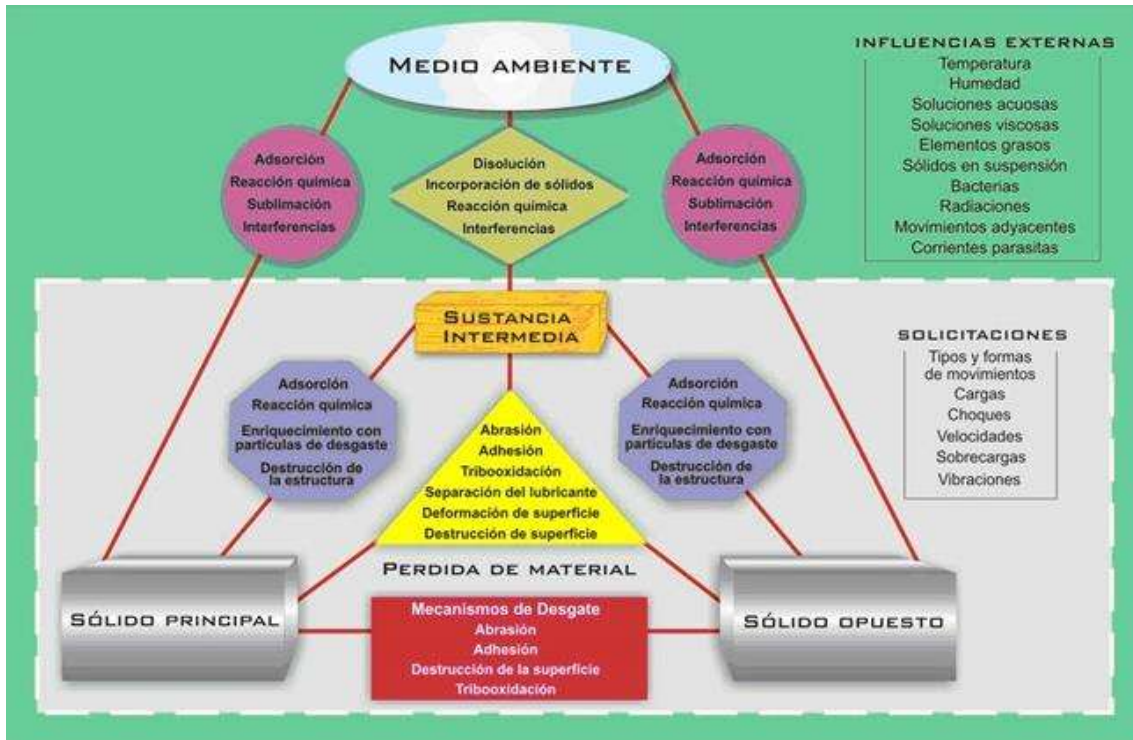 MEDIO AMBIENTE
INFLUENCIAS EXTERNAS
Temperatura
Humedad
Soluciones acuosas
Soluciones viscosas
Elementos grasos
Sólidos en suspensión
Bacterias
Radiaciones
Movimientos adyacentes
Corrientes parasitas
Adsorción
Reacción química
Sublimación
Interferencias
Disolución
Incorporación de sólidos
Reacción química
Interferencias
Adsorción
Reacción química
Sublimación
Interferencias
SUSTANCIA
INTERMEDIA
SOLICITACIONES
Tipos y formas
de movimientos
Cargas
Choques
Velocidades
Sobrecargas
Vibraciones
Adsorción
Reacción química
Enriquecimiento con
partículas de desgaste
Destrucción de
la estructura
Abrasión
Adhesión
Tribooxidación
Separación del lubricante
Deformación de superficie
Destrucción de superficie
Adsorción
Reacción química
Enriquecimiento con
partículas de desgaste
Destrucción de
la estructura
PERDIDA DE MATERIAL
SÓLIDO PRINCIPAL
Mecanismos de Desgate
Abrasión
Adhesión
Destrucción de la superficie
Tribooxidación
SÓLIDO OPUESTO